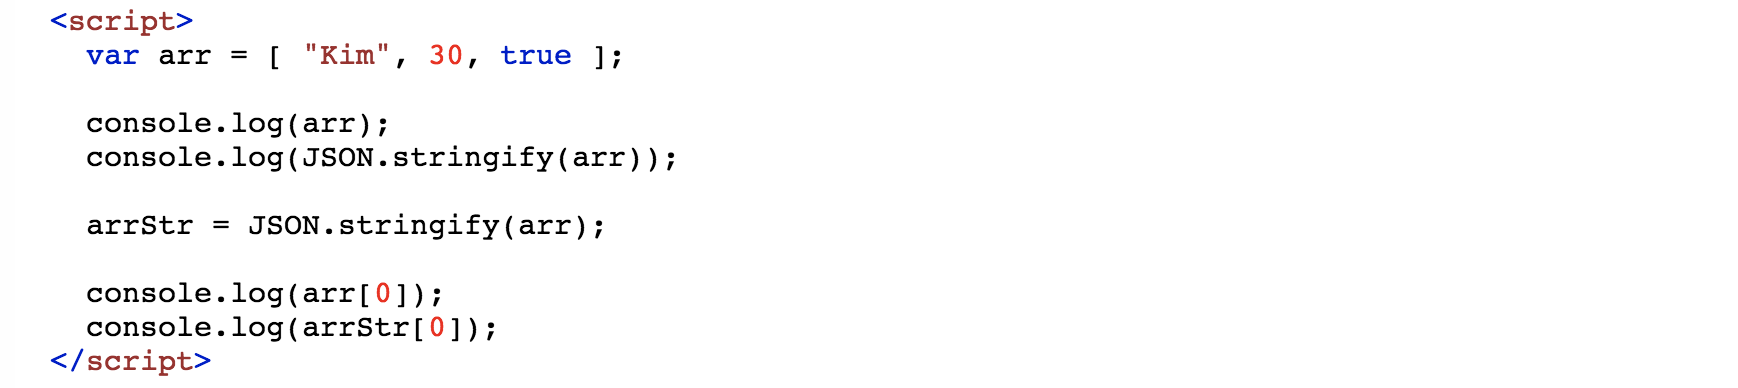 <script>
  var arr = [ "Kim", 30, true ];

  console.log(arr);
  console.log(JSON.stringify(arr));

  arrStr = JSON.stringify(arr);

  console.log(arr[0]);
  console.log(arrStr[0]);
</script>